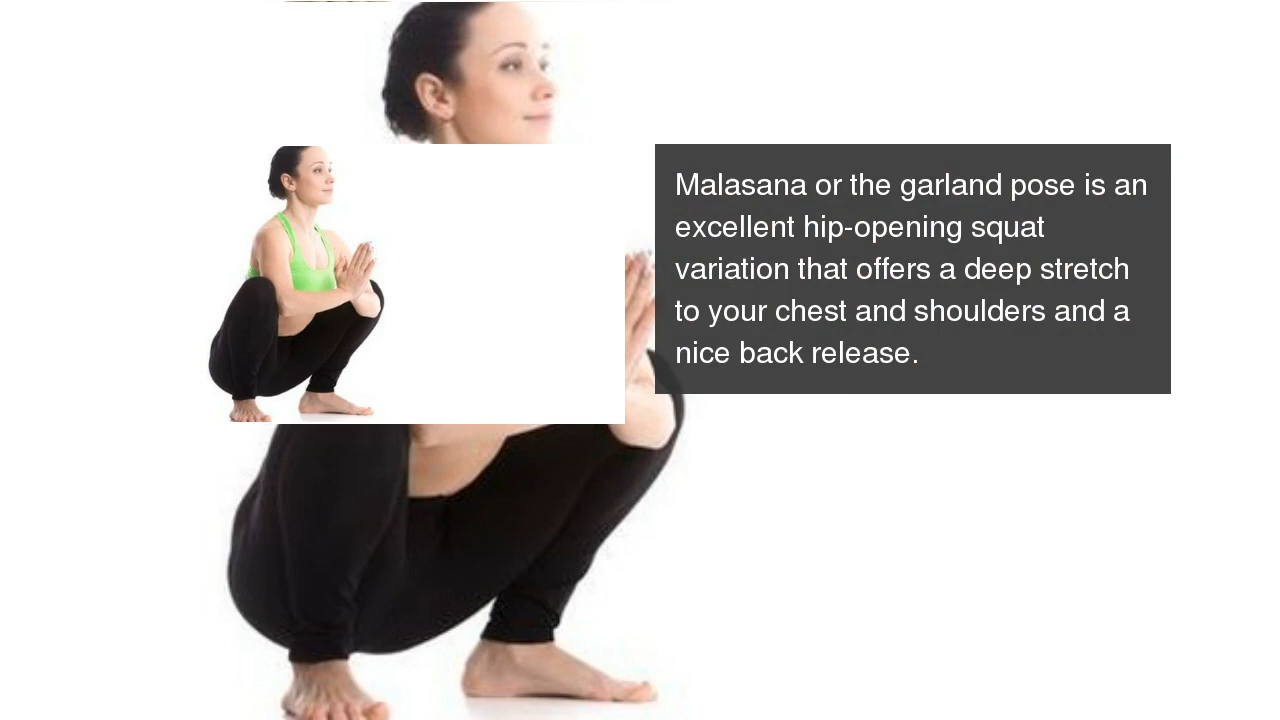 Malasana or the garland pose is an
excellent hip-opening squat
variation that offers a deep stretch
to your chest and shoulders and a
nice back release.